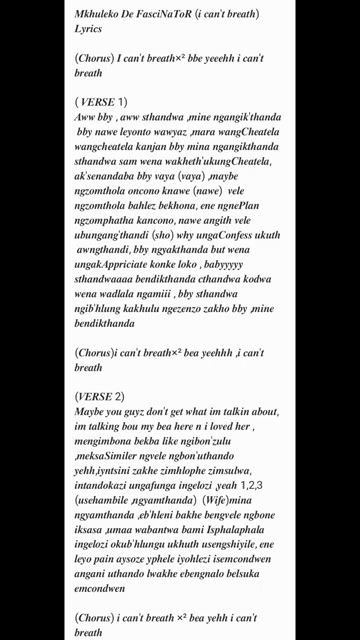 Mkhuleko De FasciNaToR (i can't breath)
Lyrics
(Chorus) I can't breath×² bbe yeeehh i can't
breath
( VERSE 1)
Aww bby , aww sthandwa ,mine ngangik'thanda
bby nawe leyonto wawyaz ,mara wangCheatela
wangcheatela kanjan bby mina ngangikthanda
sthandwa sam wena wakheth'ukungCheatela,
ak'senandaba bby vaya (vaya) ,maybe
ngzomthola oncono knawe (nawe) vele
ngzomthola bahlez bekhona, ene ngnePlan
ngzomphatha kancono, nawe angith vele
ubungang'thandi (sho) why ungaConfess ukuth
awngthandi, bby ngyakthanda but wena
ungakAppriciate konke loko , babyyyyy
sthandwaaaa bendikthanda cthandwa kodwa
wena wadlala ngamiii , bby sthandwa
ngib'hlung kakhulu ngezenzo zakho bby ,mine
bendikthanda
(Chorus)i can't breath×² bea yeehhh ,i can't
breath
(VERSE 2)
Maybe you guyz don't get what im talkin about,
im talking bou my bea here n i loved her ,
mengimbona bekba like ngibon'zulu
,meksaSimiler ngvele ngbon'uthando
yehh,iyntsini zakhe zimhlophe zimsulwa,
intandokazi ungafunga ingelozi ,yeah 1,2,3
(usehambile ,ngyamthanda) (Wife)mina
ngyamthanda ,eb'hleni bakhe bengvele ngbone
iksasa ,umaa wabantwa bami Isphalaphala
ingelozi okub'hlungu ukhuth usengshiyile, ene
leyo pain aysoze yphele iyohlezi isemcondwen
angani uthando lwakhe ebengnalo belsuka
emcondwen
(Chorus) i can't breath ×² bea yehh i can't
breath